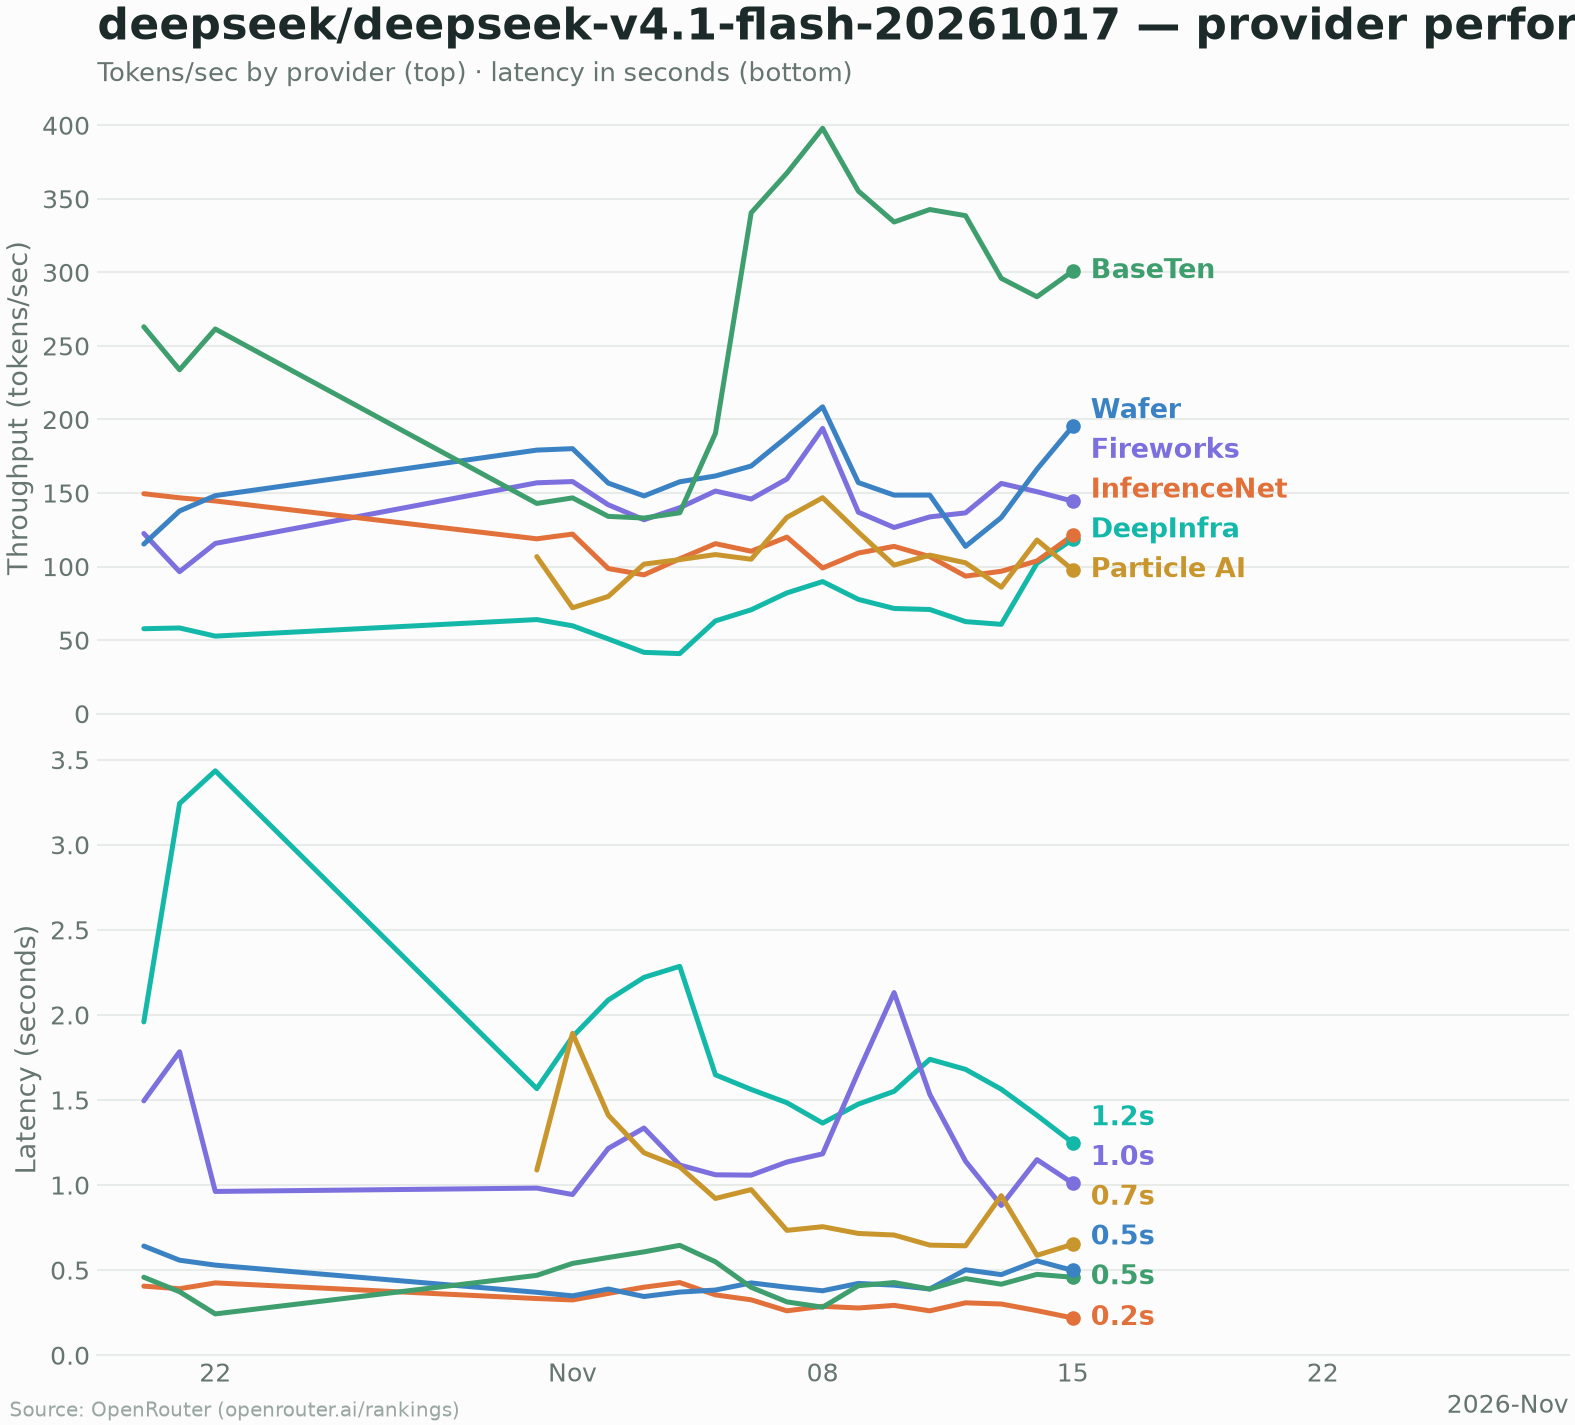 deepseek/deepseek-v4.1-flash-20261017 — provider perfor
Tokens/sec by provider (top) · latency in seconds (bottom)
Throughput (tokens/sec)
400
350
300
250
200
150
100
50
0
BaseTen
Wafer
Fireworks
InferenceNet
DeepInfra
Particle AI
Latency (seconds)
3.5
3.0
2.5
2.0
1.5
1.0
0.5
0.0
1.2s
1.0s
0.7s
0.5s
0.5s
0.2s
22
Nov
08
15
22
2026-Nov
Source: OpenRouter (openrouter.ai/rankings)